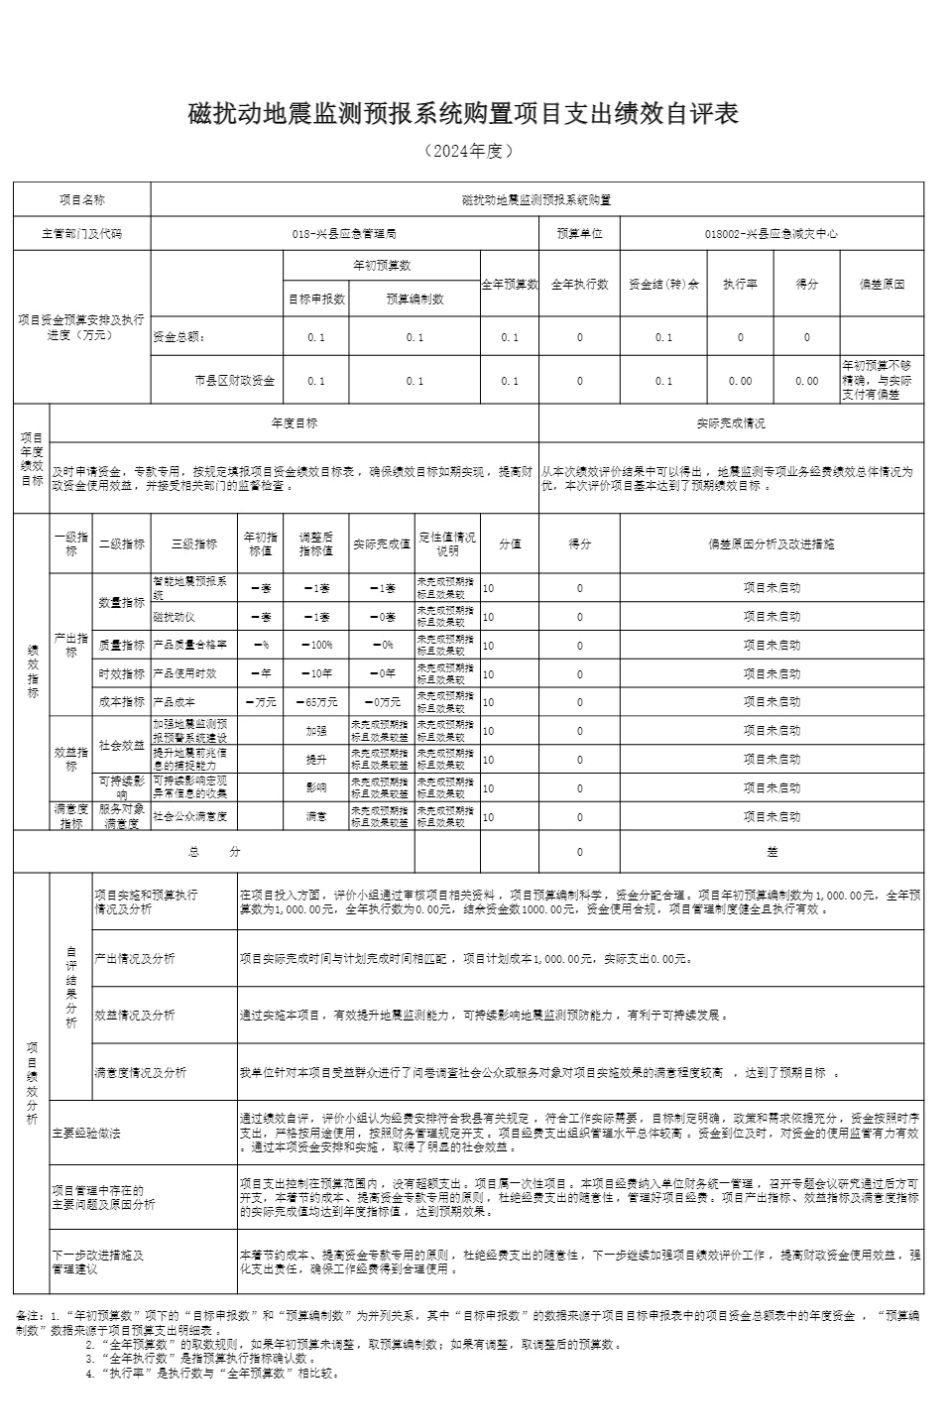 磁扰动地震监测预报系统购置项目支出绩效自评表
（2024年度）
项目名称 磁扰动地震监测预报系统购置
主管部门及代码 018-兴县应急管理局 预算单位 018002-兴县应急减灾中心
项目资金预算安排及执行
进度（万元）
年初预算数 全年预算数 全年执行数 资金结(转)余 执行率 得分 偏差原因
目标申报数 预算编制数
资金总额： 0.1 0.1 0.1 0 0.1 0 0
市县区财政资金 0.1 0.1 0.1 0 0.1 0.00 0.00
年初预算不够
精确，与实际
支付有偏差
项目
年度
绩效
目标
年度目标 实际完成情况
及时申请资金，专款专用，按规定填报项目资金绩效目标表，确保绩效目标如期实现，提高财
政资金使用效益，并接受相关部门的监督检查。
从本次绩效评价结果中可以得出，地震监测专项业务经费绩效总体情况为
优，本次评价项目基本达到了预期绩效目标。
绩效指标
一级指标 二级指标 三级指标 年初指标值 调整后指标值 实际完成值 定性值情况说明 分值 得分 偏差原因分析及改进措施
产出指标 数量指标 智能地震预报系统 －套 －1套 －1套 未完成预期指标且效果较 10 0 项目未启动
磁扰动仪 －套 －1套 －0套 未完成预期指标且效果较 10 0 项目未启动
质量指标 产品质量合格率 －% －100% －0% 未完成预期指标且效果较 10 0 项目未启动
时效指标 产品使用时效 －年 －10年 －0年 未完成预期指标且效果较 10 0 项目未启动
成本指标 产品成本 －万元 －65万元 －0万元 未完成预期指标且效果较 10 0 项目未启动
效益指标 社会效益 加强地震监测预报预警系统建设 加强 未完成预期指标且效果较差 未完成预期指标且效果较 10 0 项目未启动
提升地震前兆信息的捕捉能力 提升 未完成预期指标且效果较差 未完成预期指标且效果较 10 0 项目未启动
可持续影响 可持续影响宏观异常信息的收集 影响 未完成预期指标且效果较差 未完成预期指标且效果较 10 0 项目未启动
满意度指标 服务对象满意度 社会公众满意度 满意 未完成预期指标且效果较差 未完成预期指标且效果较 10 0 项目未启动
总 分 0 差
项目绩效分析
自评结果分析
项目实施和预算执行
情况及分析
在项目投入方面，评价小组通过审核项目相关资料，项目预算编制科学，资金分配合理。项目年初预算编制数为1,000.00元，全年预
算数为1,000.00元，全年执行数为0.00元，结余资金数1000.00元，资金使用合规，项目管理制度健全且执行有效。
产出情况及分析 项目实际完成时间与计划完成时间相匹配，项目计划成本1,000.00元，实际支出0.00元。
效益情况及分析 通过实施本项目，有效提升地震监测能力，可持续影响地震监测预防能力，有利于可持续发展。
满意度情况及分析 我单位针对本项目受益群众进行了问卷调查社会公众或服务对象对项目实施效果的满意程度较高 ，达到了预期目标 。
主要经验做法
通过绩效自评，评价小组认为经费安排符合我县有关规定，符合工作实际需要，目标制定明确，政策和需求依据充分，资金按照时序
支出，严格按用途使用，按照财务管理规定开支。项目经费支出组织管理水平总体较高。资金到位及时，对资金的使用监管有力有效
。通过本项资金安排和实施，取得了明显的社会效益。
项目管理中存在的
主要问题及原因分析
项目支出控制在预算范围内，没有超额支出。项目属一次性项目。本项目经费纳入单位财务统一管理，召开专题会议研究通过后方可
开支，本着节约成本、提高资金专款专用的原则，杜绝经费支出的随意性，管理好项目经费。项目产出指标、效益指标及满意度指标
的实际完成值均达到年度指标值，达到预期效果。
下一步改进措施及
管理建议
本着节约成本、提高资金专款专用的原则，杜绝经费支出的随意性，下一步继续加强项目绩效评价工作，提高财政资金使用效益，强
化支出责任，确保工作经费得到合理使用。
备注：1.“年初预算数”项下的“目标申报数”和“预算编制数”为并列关系，其中“目标申报数”的数据来源于项目目标申报表中的项目资金总额表中的年度资金，“预算编
制数”数据来源于项目预算支出明细表。
2.“全年预算数”的取数规则，如果年初预算未调整，取预算编制数；如果有调整，取调整后的预算数。
3.“全年执行数”是指预算执行指标确认数。
4.“执行率”是执行数与“全年预算数”相比较。